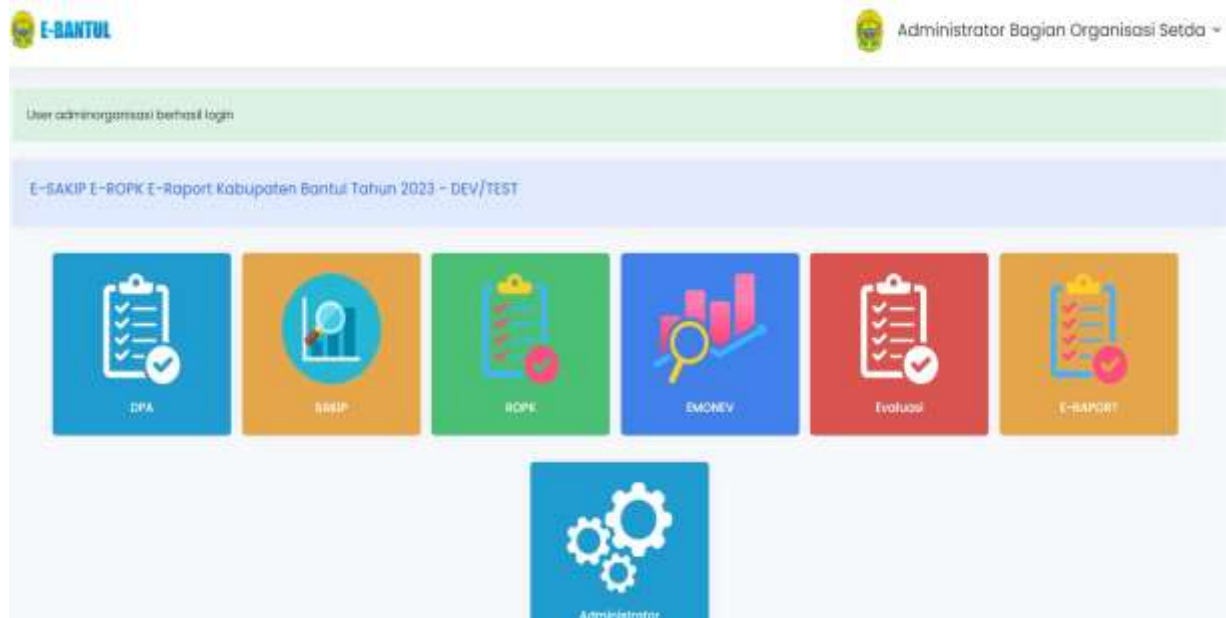 E-BANTUL
Administrator Bagian Organisasi Setda
User adminorganisasi berhasil login
E-SAKIP E-ROPK E-Raport Kabupaten Bantul Tahun 2023 - DEV/TEST
DPA
SAKIP
ROPK
EMONEV
Evaluasi
E-RAPORT
Administrator